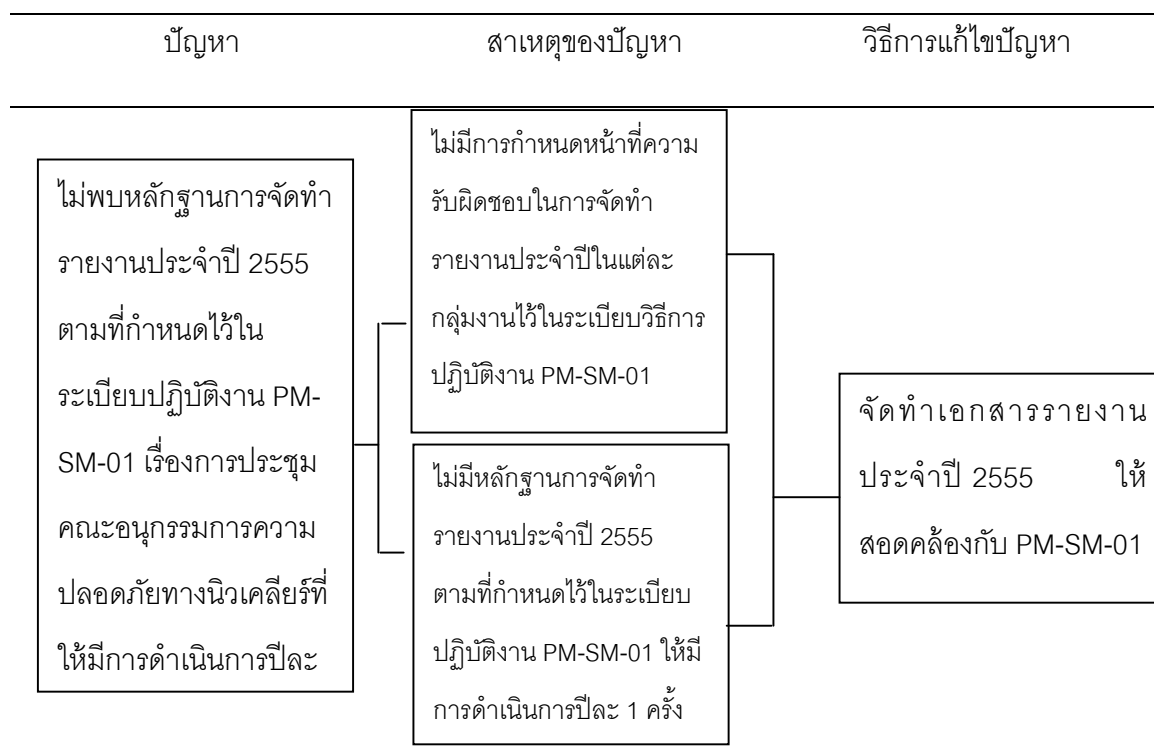 ปัญหา สาเหตุของปัญหา วิธีการแก้ไขปัญหา
ไม่พบหลักฐานการจัดทำ
รายงานประจำปี 2555
ตามที่กำหนดไว้ใน
ระเบียบปฏิบัติงาน PM-
SM-01 เรื่องการประชุม
คณะอนุกรรมการความ
ปลอดภัยทางนิวเคลียร์ที่
ให้มีการดำเนินการปีละ
ไม่มีการกำหนดหน้าที่ความ
รับผิดชอบในการจัดทำ
รายงานประจำปีในแต่ละ
กลุ่มงานไว้ในระเบียบวิธีการ
ปฏิบัติงาน PM-SM-01
ไม่มีหลักฐานการจัดทำ
รายงานประจำปี 2555
ตามที่กำหนดไว้ในระเบียบ
ปฏิบัติงาน PM-SM-01 ให้มี
การดำเนินการปีละ 1 ครั้ง
จัดทำเอกสารรายงาน
ประจำปี 2555 ให้
สอดคล้องกับ PM-SM-01